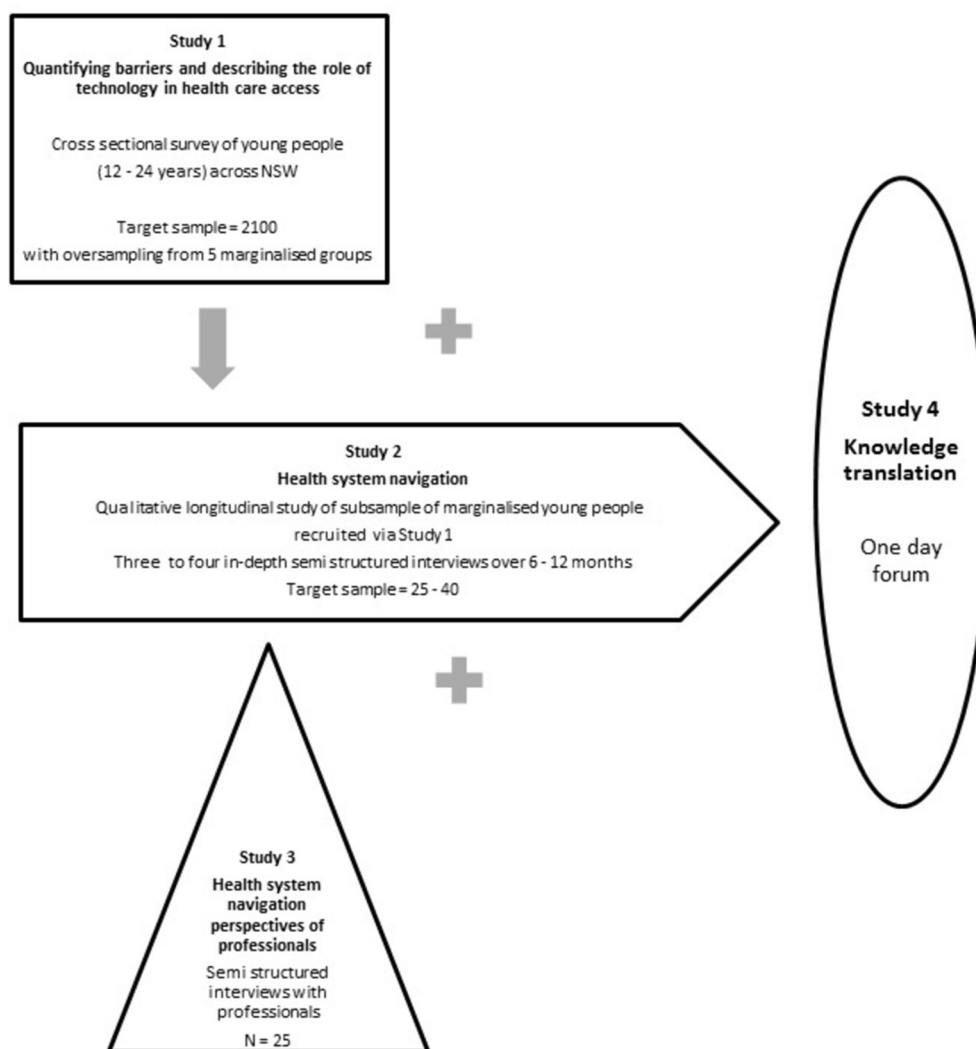 Study 1
Quantifying barriers and describing the role of
technology in health care access
Cross sectional survey of young people
(12 - 24 years) across NSW
Target sample = 2100
with oversampling from 5 marginalised groups
Study 2
Health system navigation
Qualitative longitudinal study of subsample of marginalised young people
recruited via Study 1
Three to four in-depth semi structured interviews over 6 - 12 months
Target sample = 25 - 40
Study 3
Health system
navigation
perspectives of
professionals
Semi structured
interviews with
professionals
N = 25
Study 4
Knowledge
translation
One day
forum